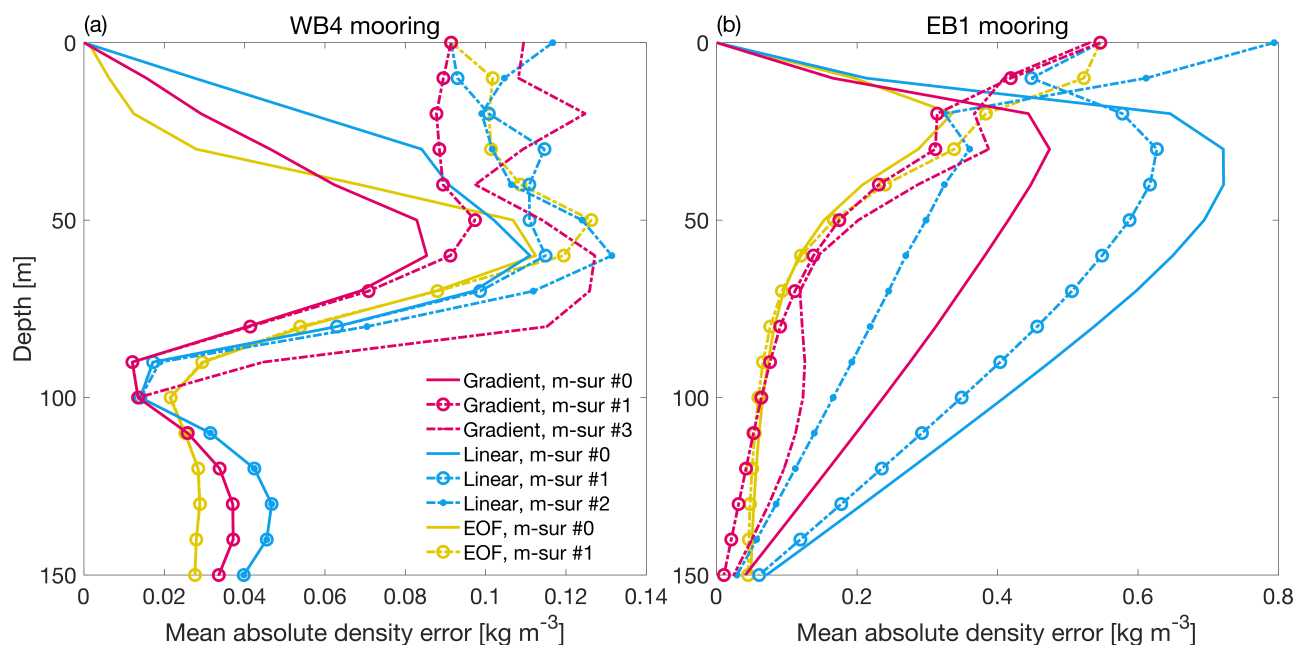 (a) WB4 mooring
(b) EB1 mooring
0
50
100
150
Depth [m]
0 0.02 0.04 0.06 0.08 0.1 0.12 0.14
Mean absolute density error [kg m⁻³]
Gradient, m-sur #0
Gradient, m-sur #1
Gradient, m-sur #3
Linear, m-sur #0
Linear, m-sur #1
Linear, m-sur #2
EOF, m-sur #0
EOF, m-sur #1
0
50
100
150
0 0.2 0.4 0.6 0.8
Mean absolute density error [kg m⁻³]